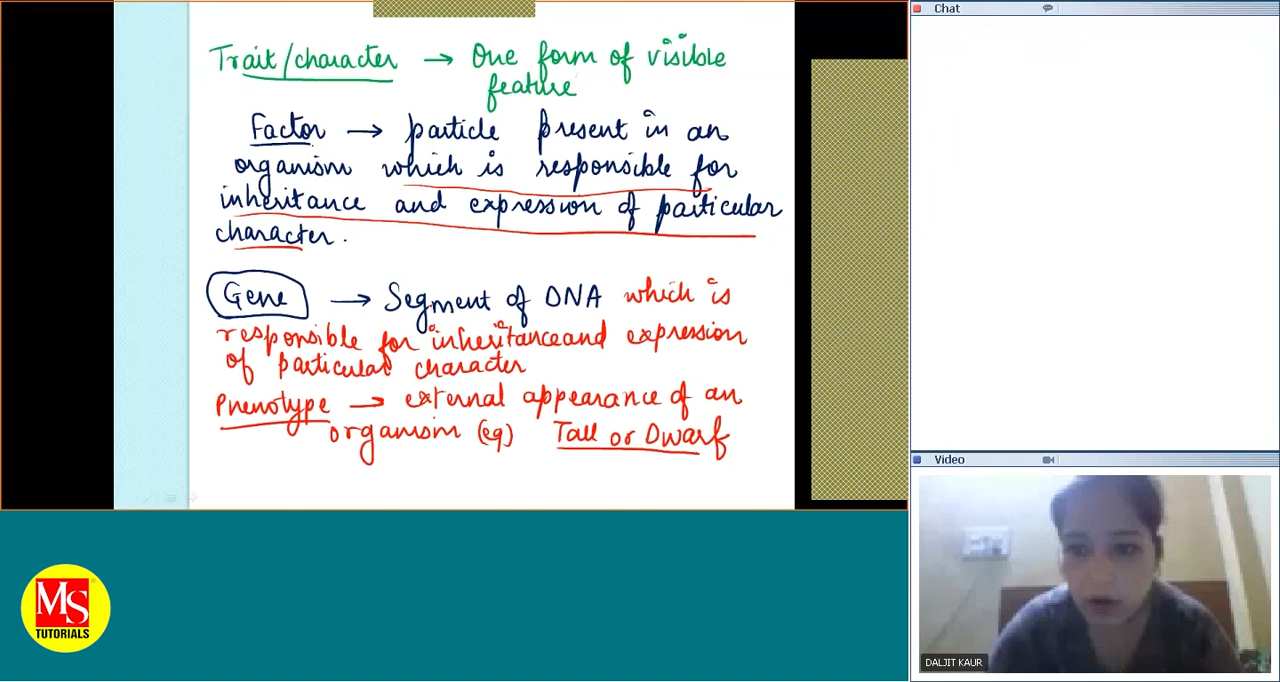 Trait/character → One form of visible
feature
Factor → particle present in an
organism which is responsible for
inheritance and expression of particular
character.
Gene → Segment of DNA which is
responsible for inheritance and expression
of particular character
Phenotype → external appearance of an
organism (eg) Tall or Dwarf
MS
TUTORIALS
Chat
Video
DALJIT KAUR